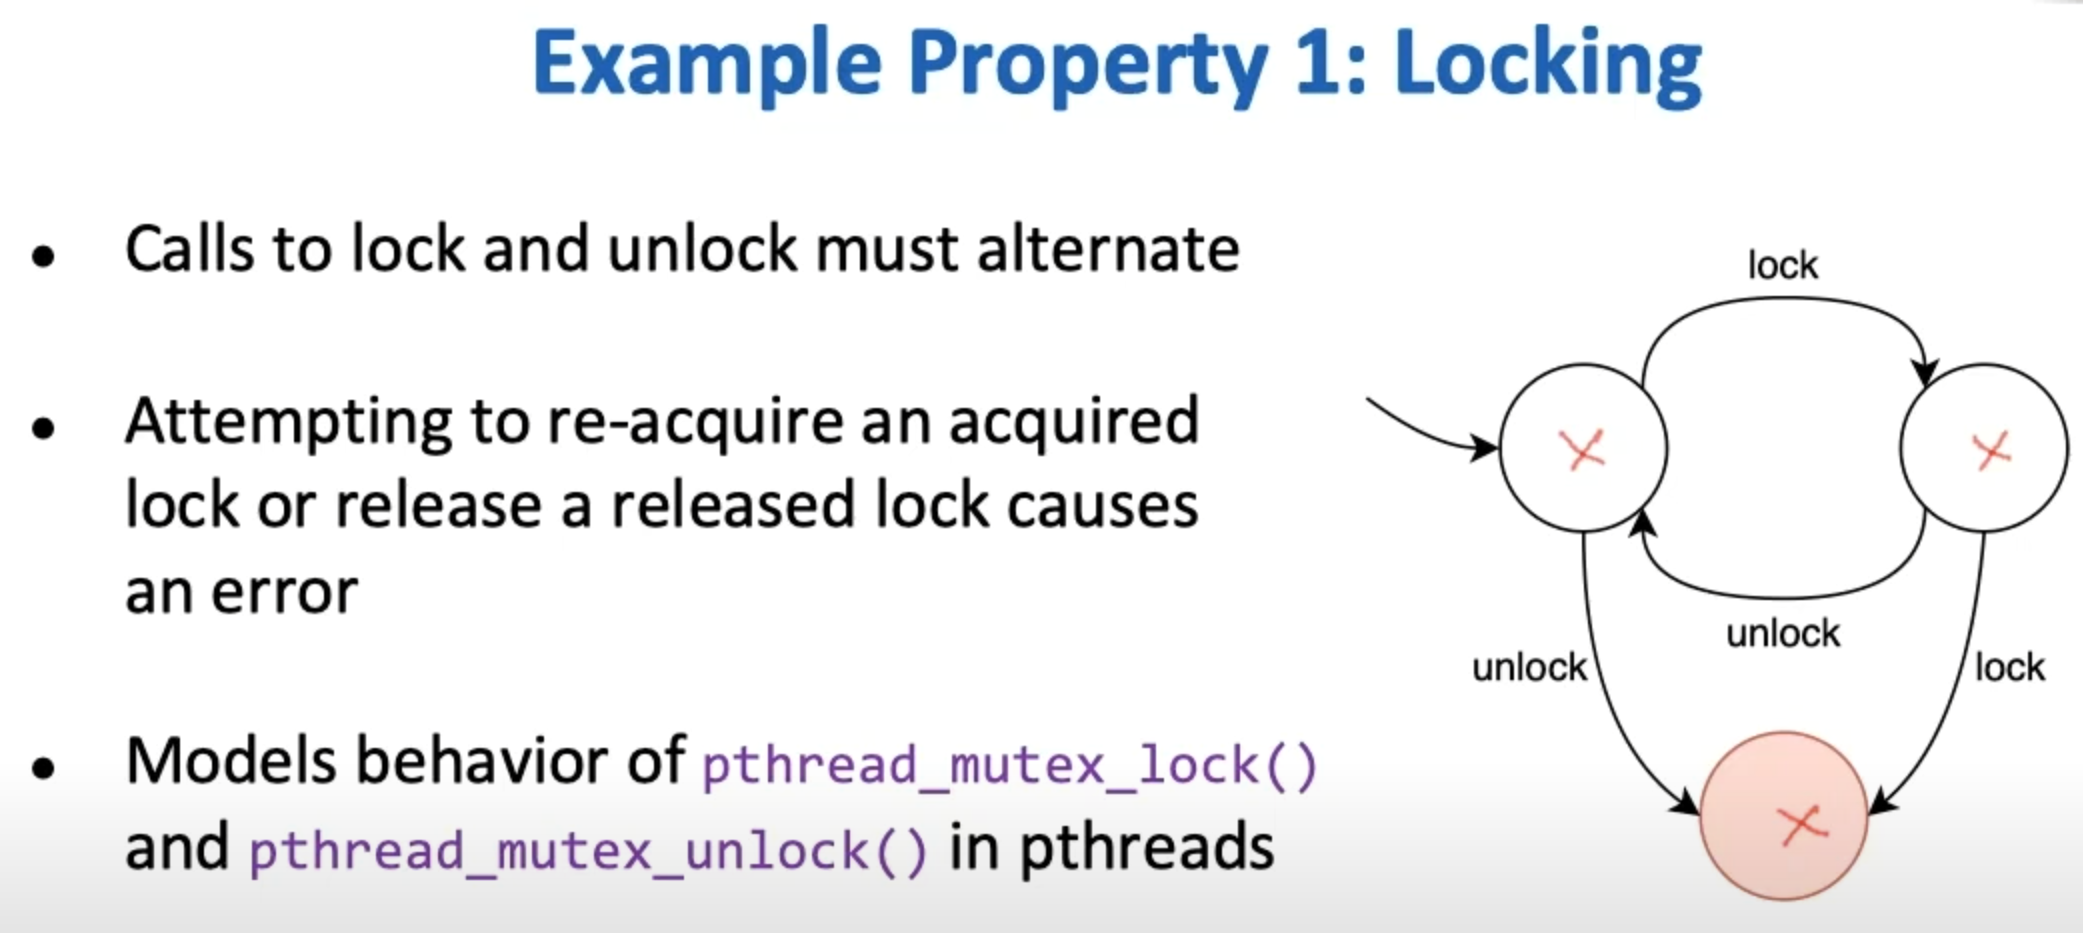 Example Property 1: Locking
• Calls to lock and unlock must alternate
• Attempting to re-acquire an acquired
lock or release a released lock causes
an error
• Models behavior of pthread_mutex_lock()
and pthread_mutex_unlock() in pthreads
lock
unlock
unlock
lock